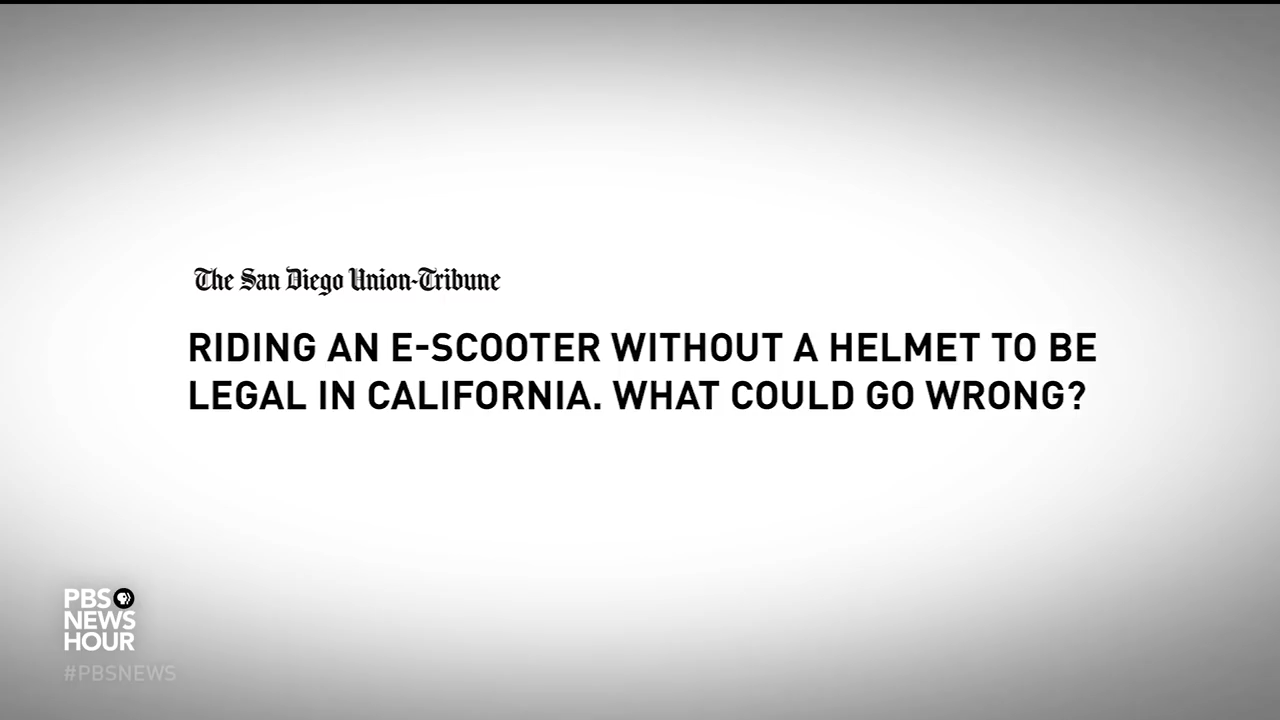 The San Diego Union-Tribune
RIDING AN E-SCOOTER WITHOUT A HELMET TO BE
LEGAL IN CALIFORNIA. WHAT COULD GO WRONG?
PBS
NEWS
HOUR
#PBSNEWS